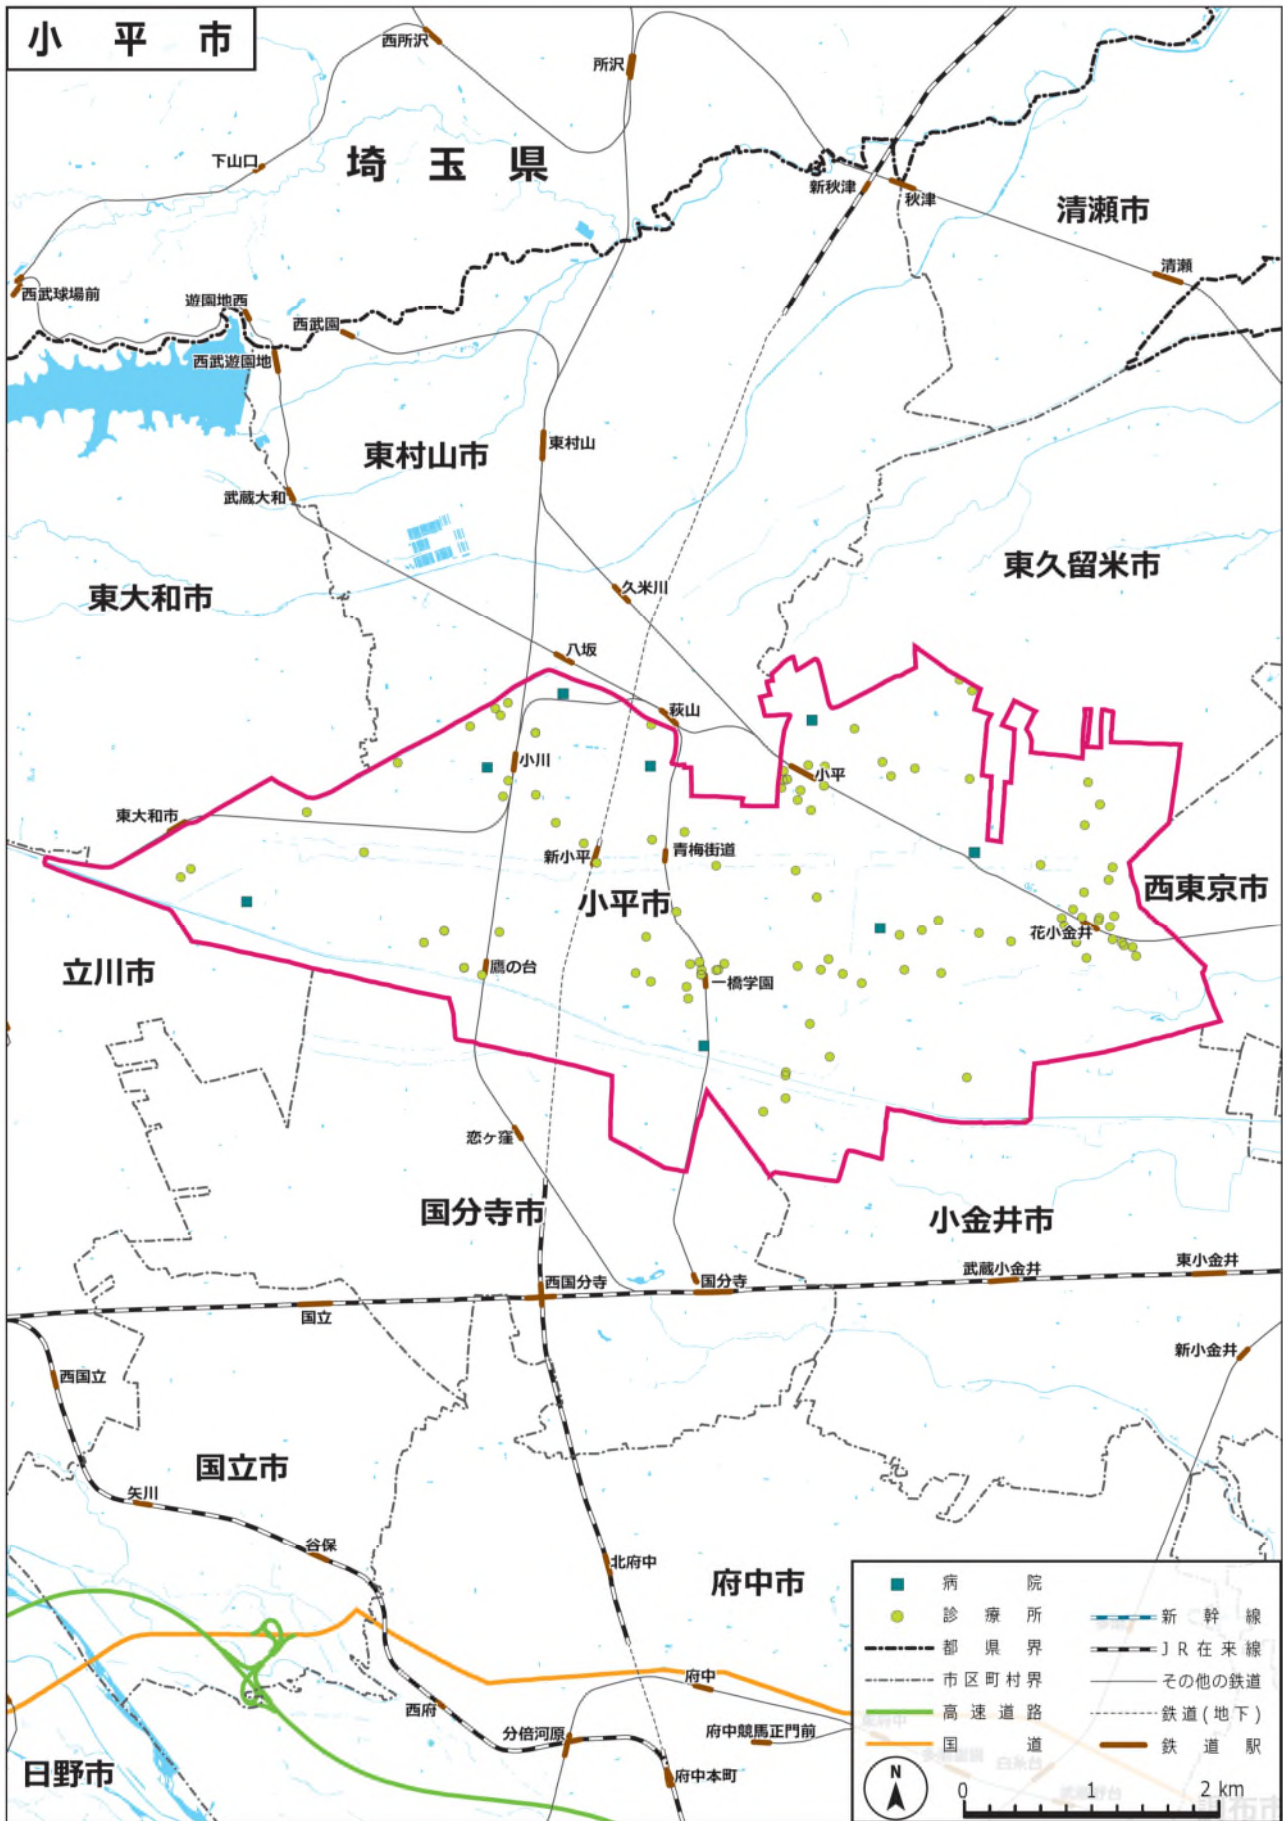 小平市
西所沢
所沢
下山口
埼玉県
新秋津
秋津
清瀬市
清瀬
西武球場前
遊園地西
西武園
西武遊園地
東村山市
東村山
武蔵大和
東久留米市
東大和市
久米川
八坂
萩山
小川
小平
東大和市
新小平
青梅街道
小平市
西東京市
花小金井
立川市
鷹の台
一橋学園
恋ヶ窪
国分寺市
小金井市
西国分寺
国分寺
武蔵小金井
東小金井
国立
新小金井
西国立
国立市
矢川
谷保
北府中
府中市
府中
西府
分倍河原
府中競馬正門前
府中本町
日野市
病院
診療所
都県界
市区町村界
高速道路
国道
新幹線
JR在来線
その他の鉄道
鉄道(地下)
鉄道駅
N
0 1 2 km